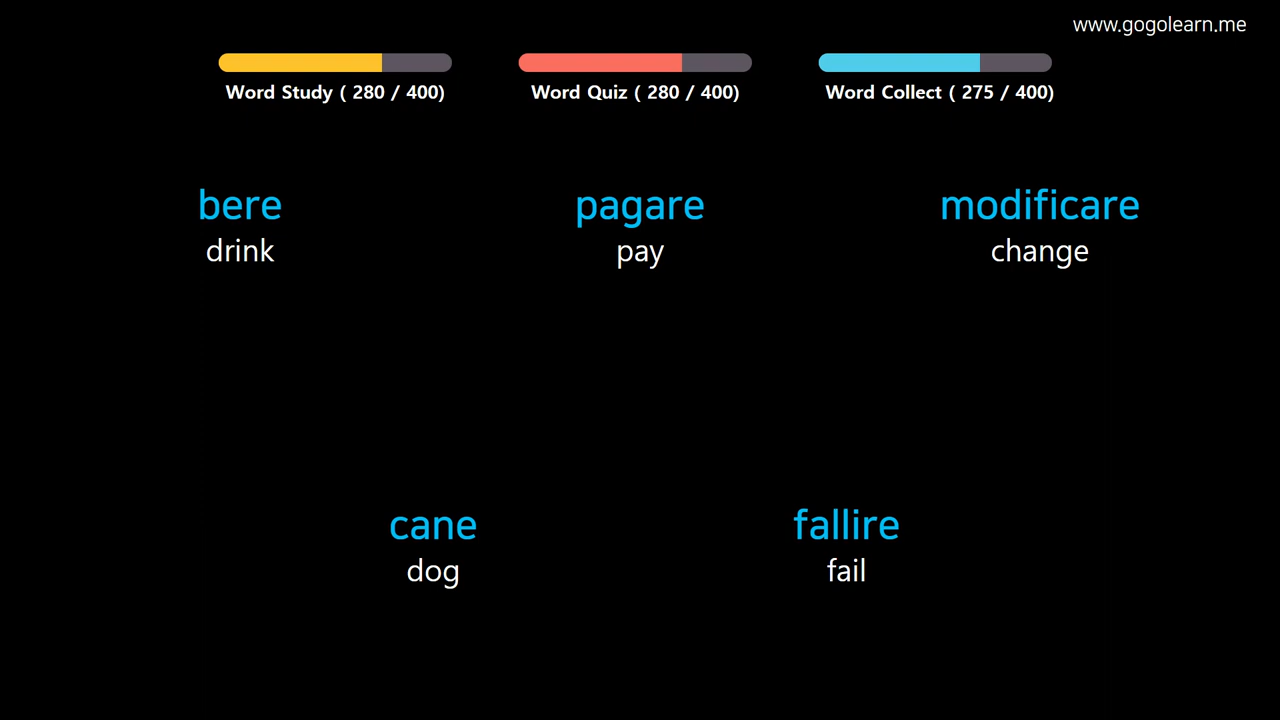 www.gogolearn.me
Word Study ( 280 / 400)
Word Quiz ( 280 / 400)
Word Collect ( 275 / 400)
bere
drink
pagare
pay
modificare
change
cane
dog
fallire
fail